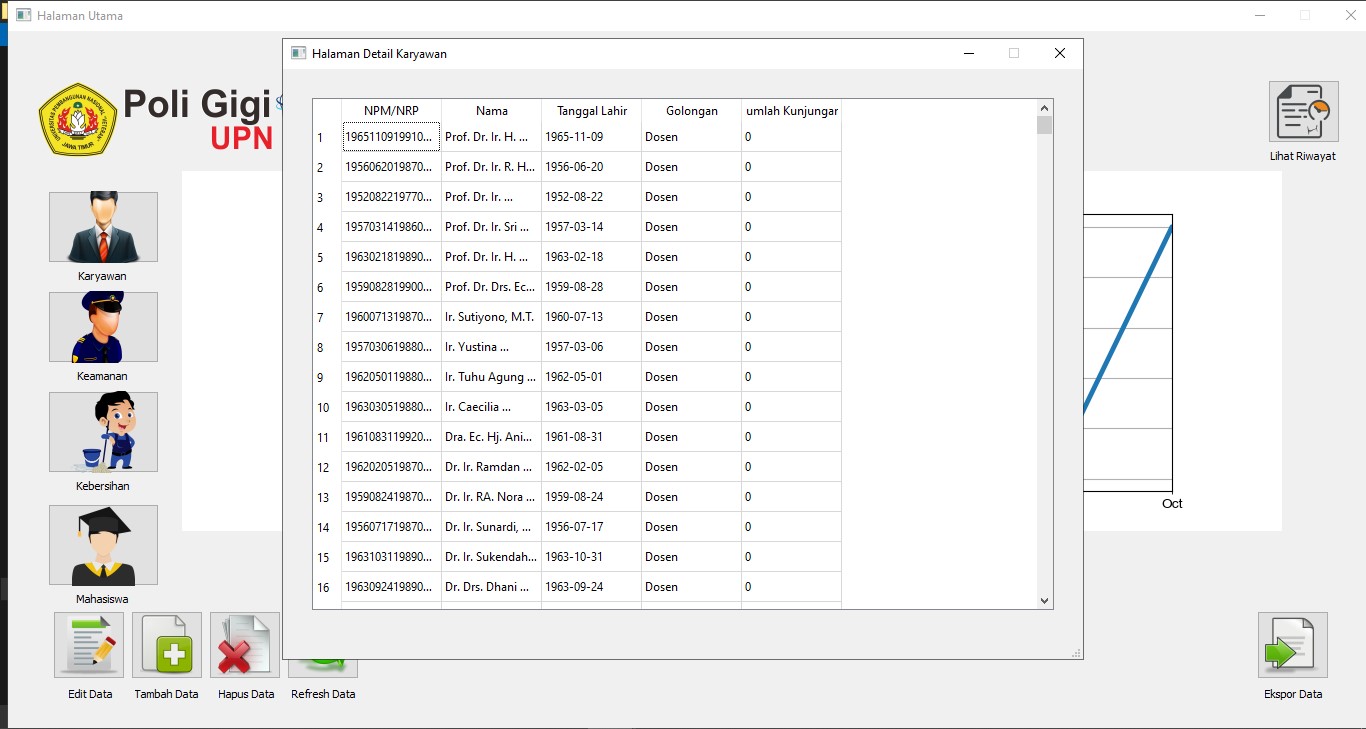 Halaman Utama
Halaman Detail Karyawan
UNIVERSITAS PEMBANGUNAN NASIONAL "VETERAN"
JAWA TIMUR
Poli Gigi
UPN
Lihat Riwayat
Karyawan
Keamanan
Kebersihan
Mahasiswa
NPM/NRP Nama Tanggal Lahir Golongan umlah Kunjungar
1 1965110919910... Prof. Dr. Ir. H. ... 1965-11-09 Dosen 0
2 1956062019870... Prof. Dr. Ir. R. H... 1956-06-20 Dosen 0
3 1952082219770... Prof. Dr. Ir. ... 1952-08-22 Dosen 0
4 1957031419860... Prof. Dr. Ir. Sri ... 1957-03-14 Dosen 0
5 1963021819890... Prof. Dr. Ir. H. ... 1963-02-18 Dosen 0
6 1959082819900... Prof. Dr. Drs. Ec... 1959-08-28 Dosen 0
7 1960071319870... Ir. Sutiyono, M.T. 1960-07-13 Dosen 0
8 1957030619880... Ir. Yustina ... 1957-03-06 Dosen 0
9 1962050119880... Ir. Tuhu Agung ... 1962-05-01 Dosen 0
10 1963030519880... Ir. Caecilia ... 1963-03-05 Dosen 0
11 1961083119920... Dra. Ec. Hj. Ani... 1961-08-31 Dosen 0
12 1962020519870... Dr. Ir. Ramdan ... 1962-02-05 Dosen 0
13 1959082419870... Dr. Ir. RA. Nora ... 1959-08-24 Dosen 0
14 1956071719870... Dr. Ir. Sunardi, ... 1956-07-17 Dosen 0
15 1963103119890... Dr. Ir. Sukendah... 1963-10-31 Dosen 0
16 1963092419890... Dr. Drs. Dhani ... 1963-09-24 Dosen 0
Oct
Edit Data
Tambah Data
Hapus Data
Refresh Data
Ekspor Data